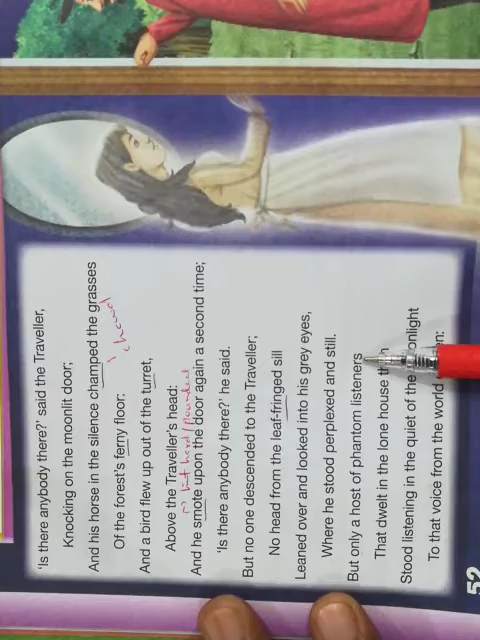 'Is there anybody there?' said the Traveller,
Knocking on the moonlit door;
And his horse in the silence champed the grasses
Of the forest's ferny floor:
And a bird flew up out of the turret,
Above the Traveller's head:
hit hard/pounded
And he smote upon the door again a second time;
'Is there anybody there?' he said.
But no one descended to the Traveller;
No head from the leaf-fringed sill
Leaned over and looked into his grey eyes,
Where he stood perplexed and still.
But only a host of phantom listeners
That dwelt in the lone house
Stood listening in the quiet of the
To that voice from the world
52